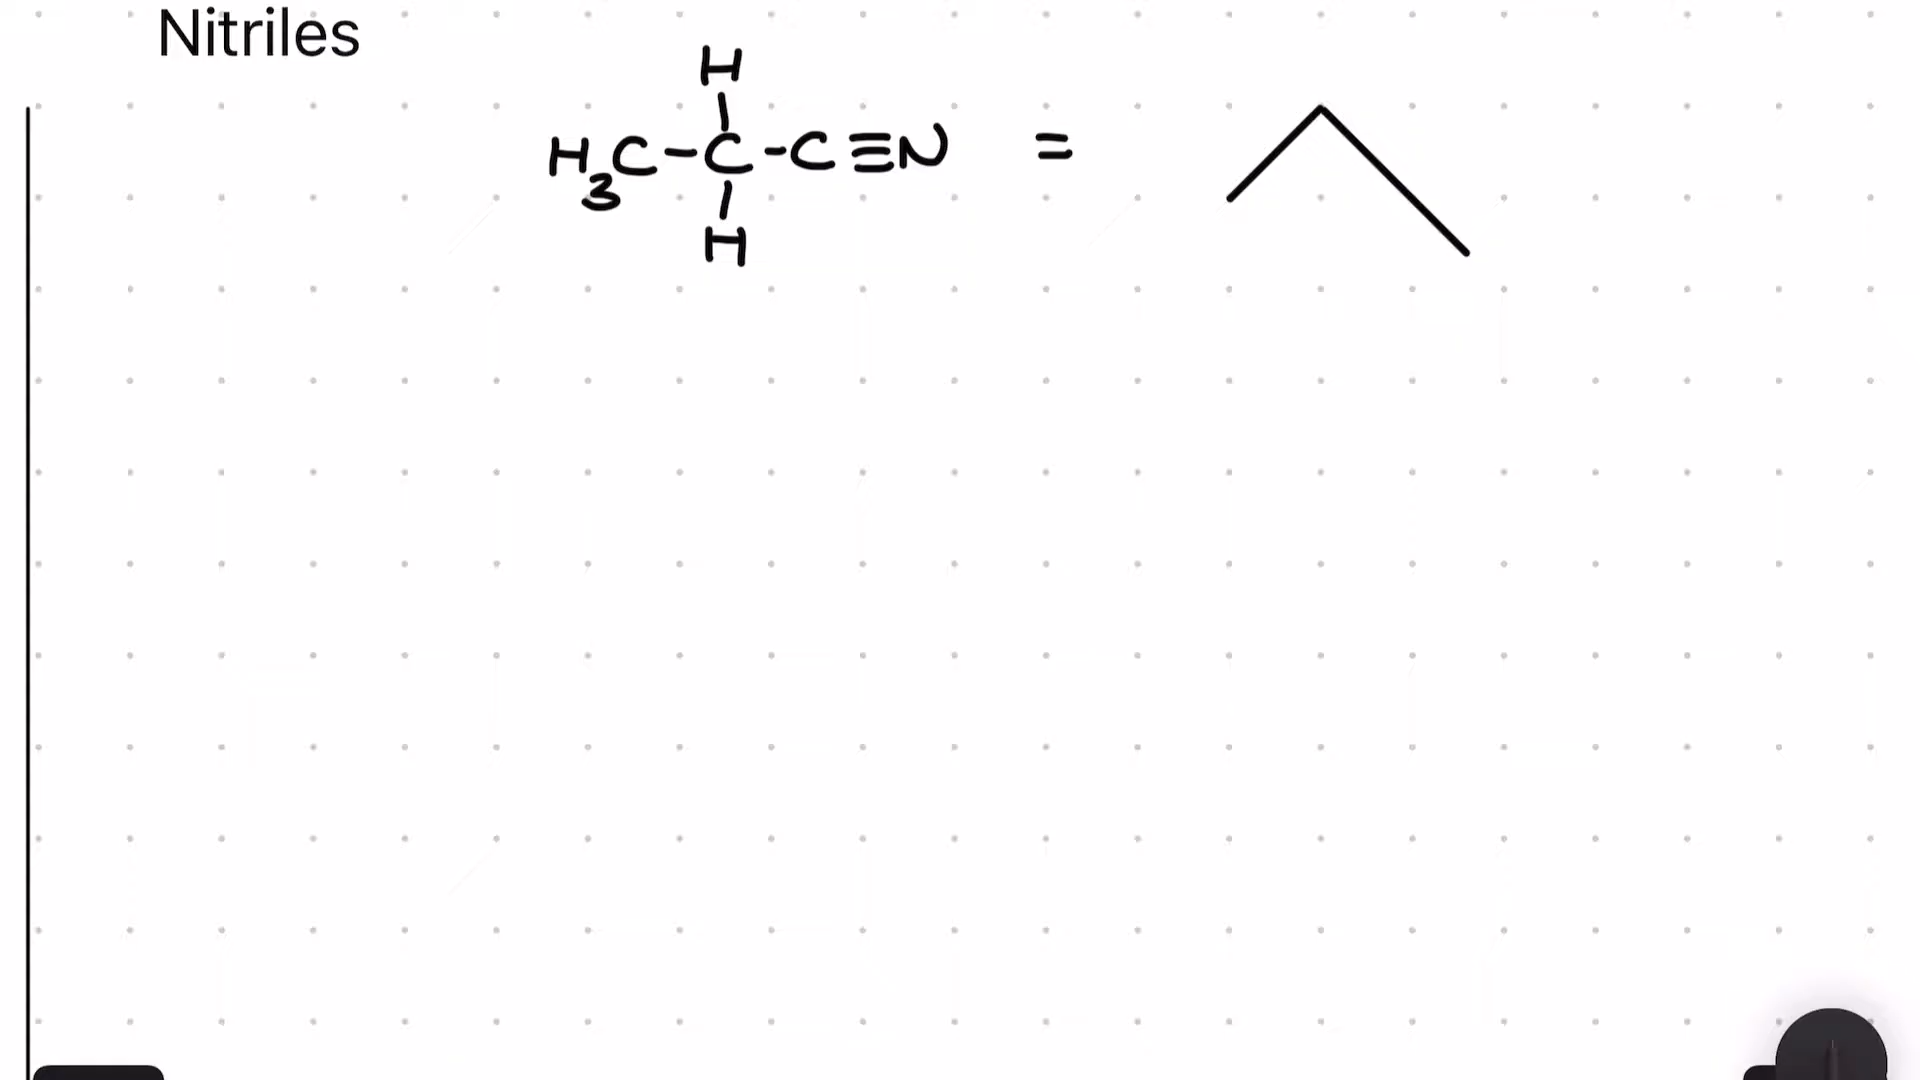 Nitriles
H
H3C-C-C≡N =
H